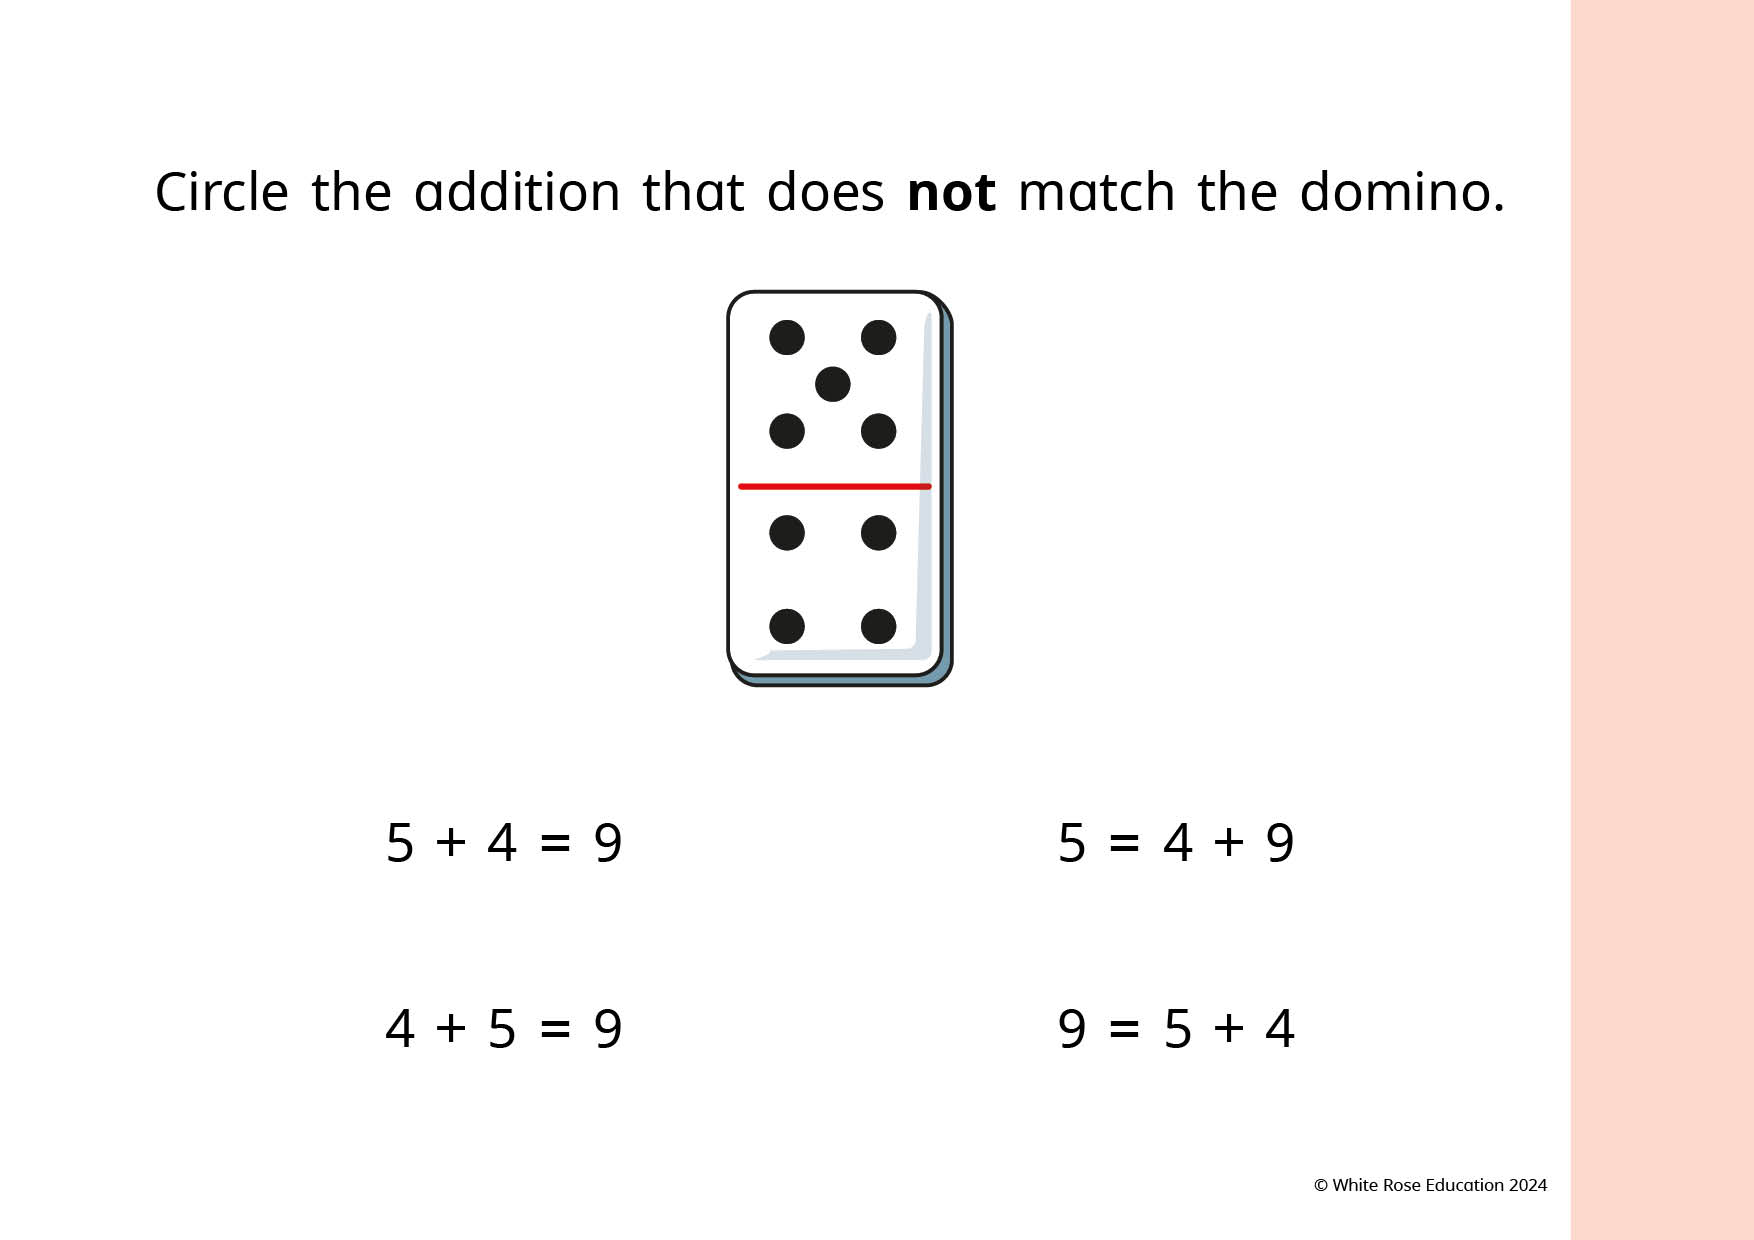 Circle the addition that does not match the domino.
5 + 4 = 9
5 = 4 + 9
4 + 5 = 9
9 = 5 + 4
© White Rose Education 2024